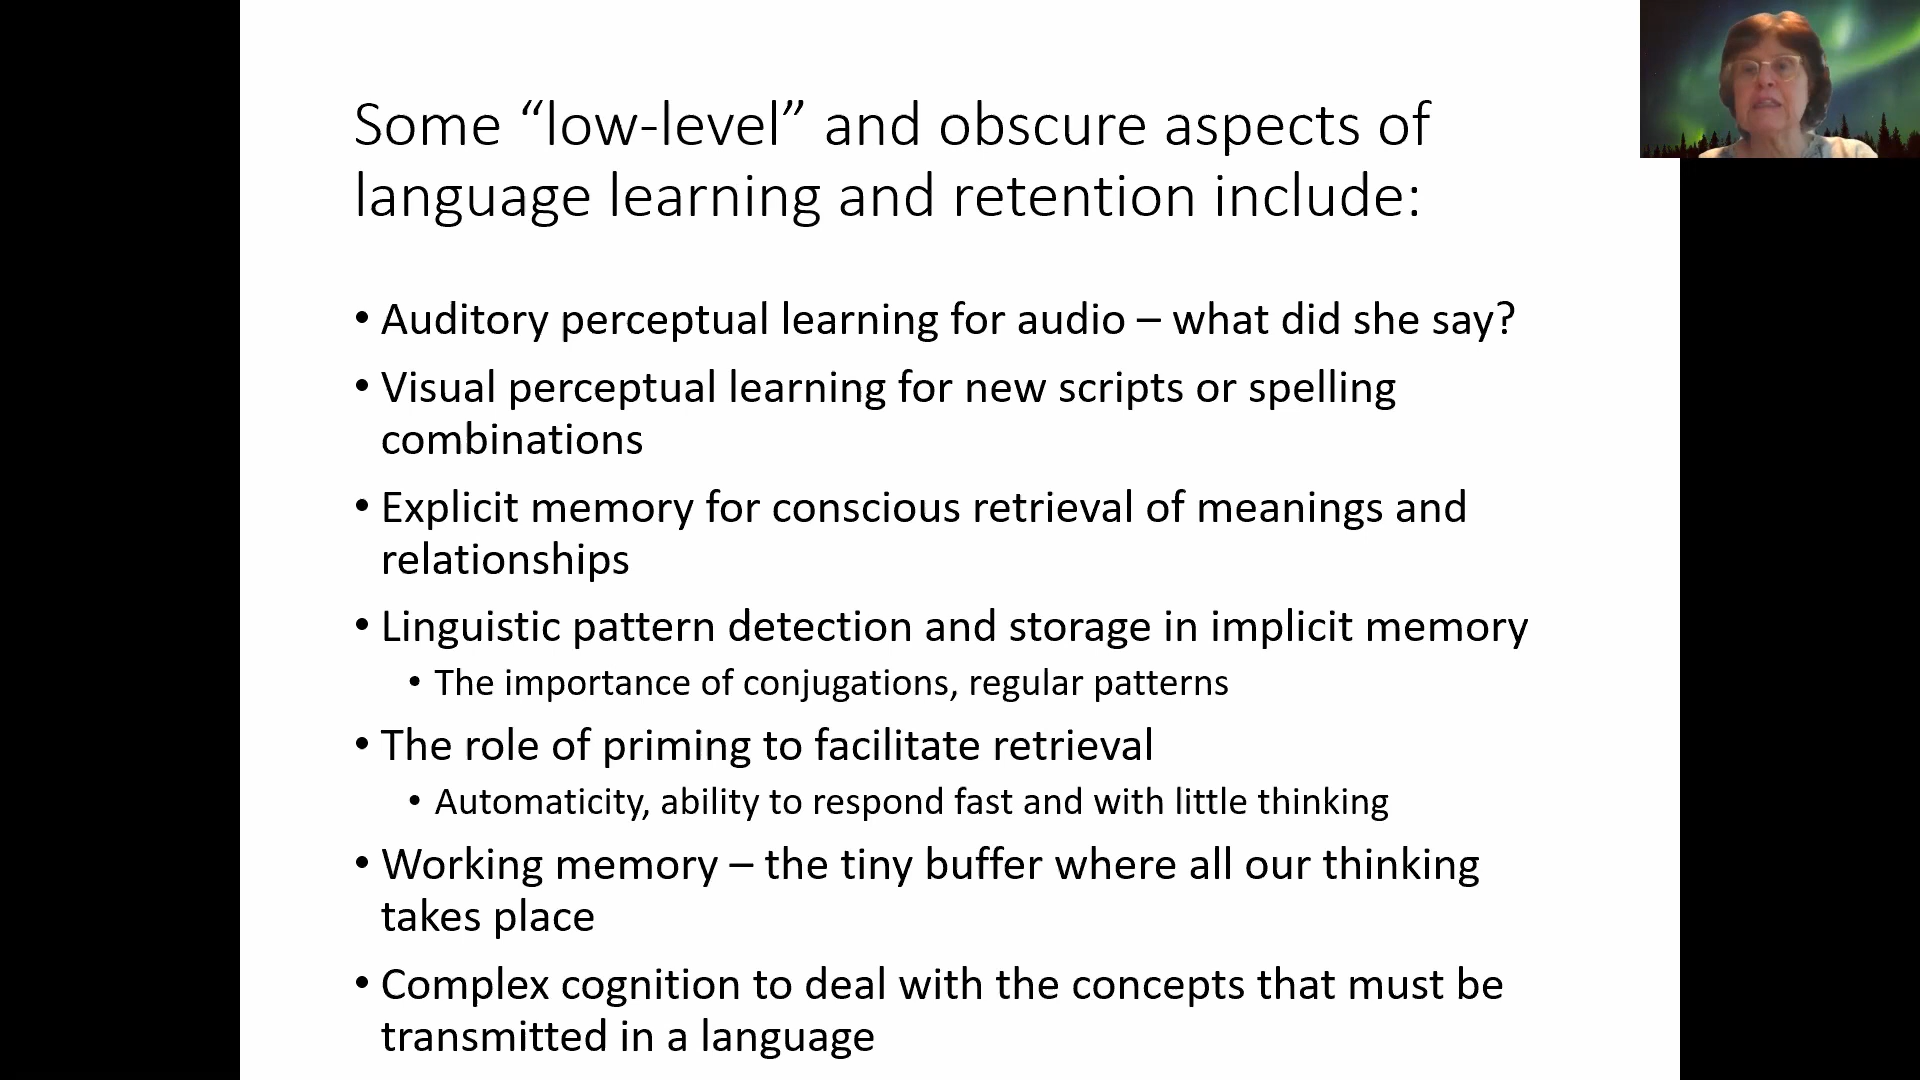 Some “low-level” and obscure aspects of
language learning and retention include:
• Auditory perceptual learning for audio – what did she say?
• Visual perceptual learning for new scripts or spelling
combinations
• Explicit memory for conscious retrieval of meanings and
relationships
• Linguistic pattern detection and storage in implicit memory
• The importance of conjugations, regular patterns
• The role of priming to facilitate retrieval
• Automaticity, ability to respond fast and with little thinking
• Working memory – the tiny buffer where all our thinking
takes place
• Complex cognition to deal with the concepts that must be
transmitted in a language